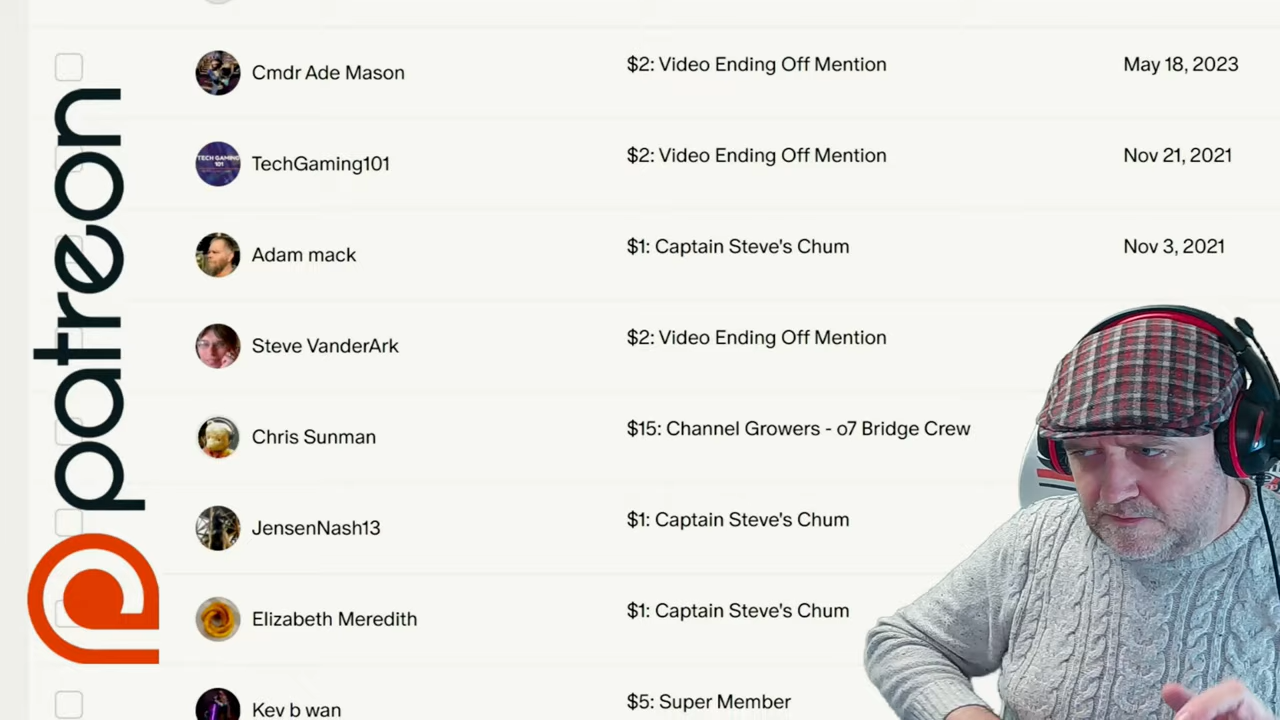 patreon
Cmdr Ade Mason $2: Video Ending Off Mention May 18, 2023
TECH GAMING
101
TechGaming101 $2: Video Ending Off Mention Nov 21, 2021
Adam mack $1: Captain Steve's Chum Nov 3, 2021
Steve VanderArk $2: Video Ending Off Mention
Chris Sunman $15: Channel Growers - o7 Bridge Crew
JensenNash13 $1: Captain Steve's Chum
Elizabeth Meredith $1: Captain Steve's Chum
Kev b wan $5: Super Member